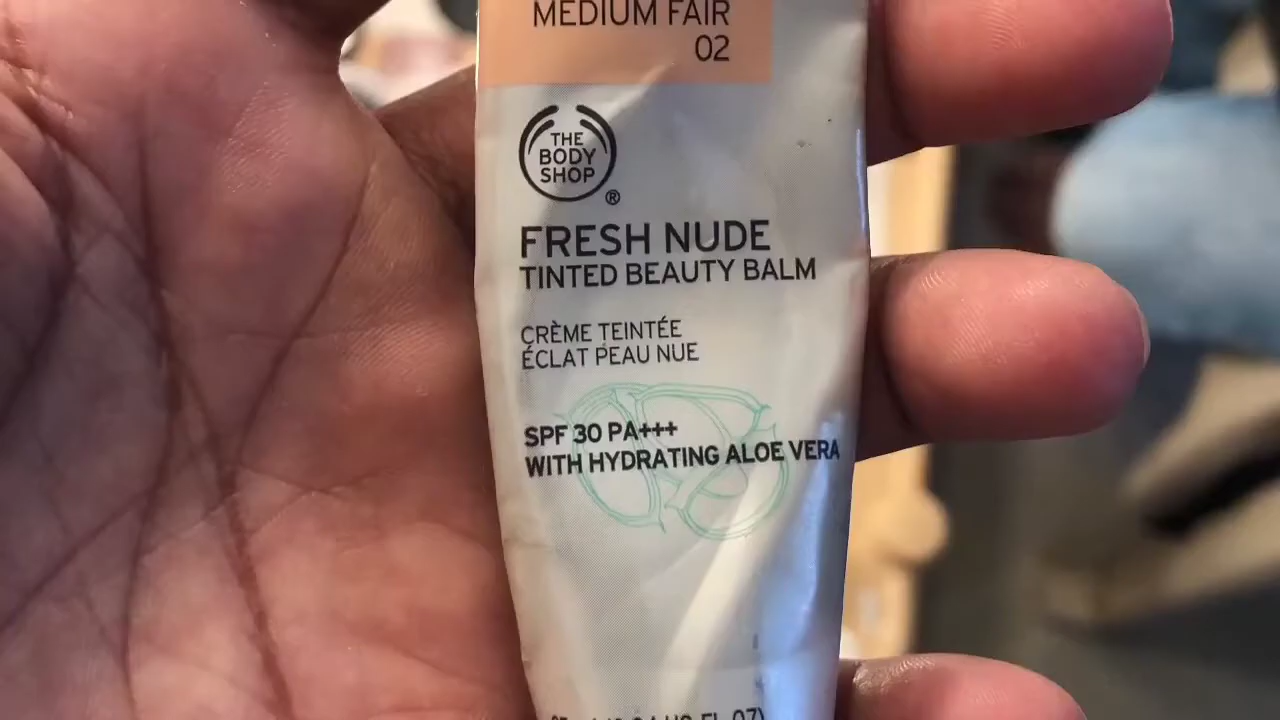 MEDIUM FAIR
02
THE
BODY
SHOP
®
FRESH NUDE
TINTED BEAUTY BALM
CRÈME TEINTÉE
ÉCLAT PEAU NUE
SPF 30 PA+++
WITH HYDRATING ALOE VERA